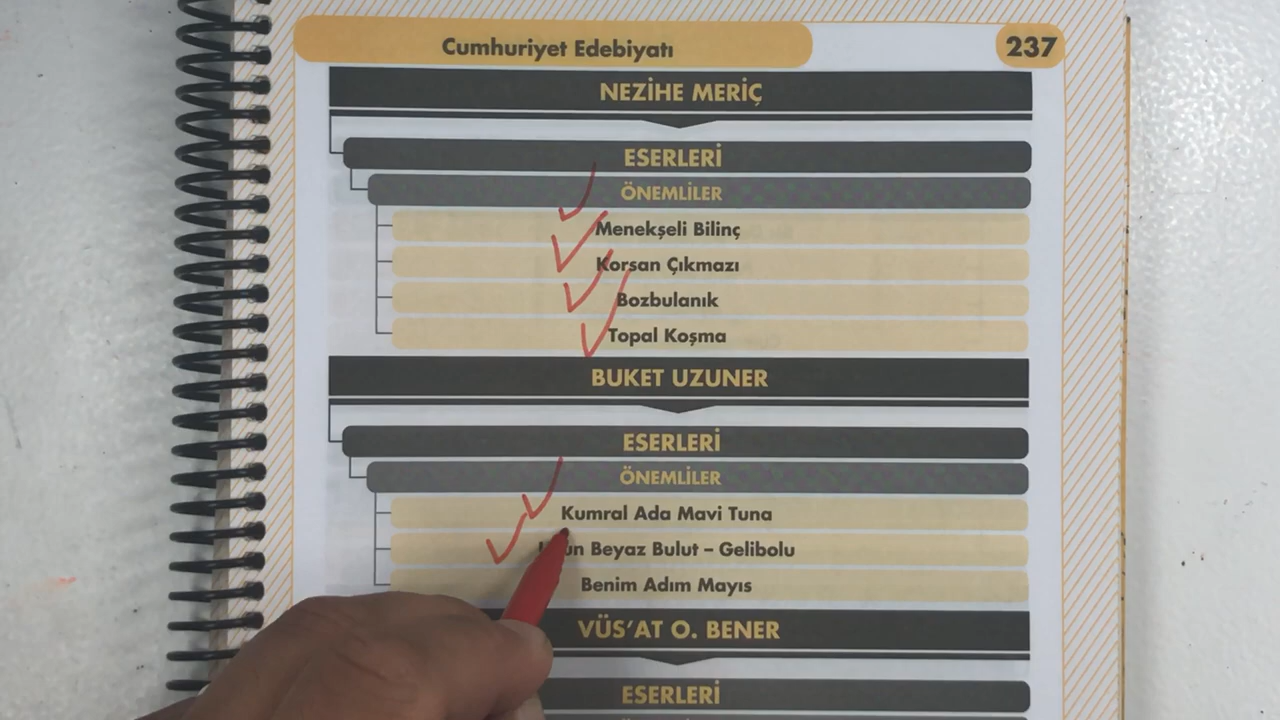 Cumhuriyet Edebiyatı
237
NEZİHE MERİÇ
ESERLERİ
ÖNEMLİLER
Menekşeli Bilinç
Korsan Çıkmazı
Bozbulanık
Topal Koşma
BUKET UZUNER
ESERLERİ
ÖNEMLİLER
Kumral Ada Mavi Tuna
Beyaz Bulut – Gelibolu
Benim Adım Mayıs
VÜS'AT O. BENER
ESERLERİ